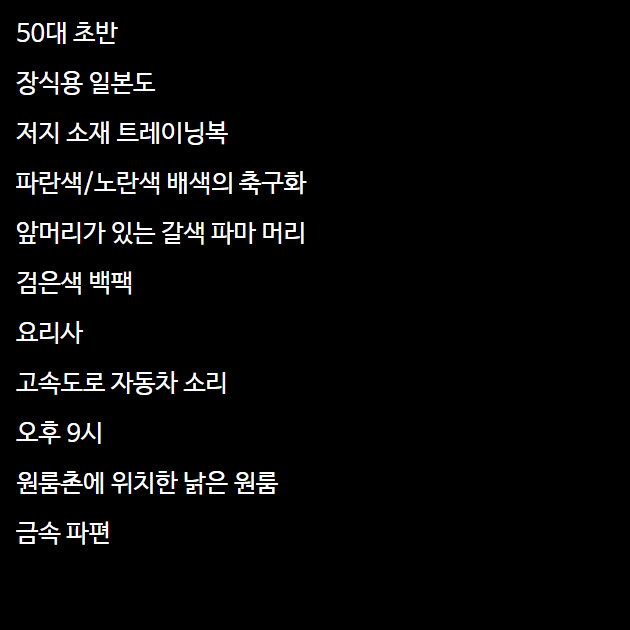 50대 초반
장식용 일본도
저지 소재 트레이닝복
파란색/노란색 배색의 축구화
앞머리가 있는 갈색 파마 머리
검은색 백팩
요리사
고속도로 자동차 소리
오후 9시
원룸촌에 위치한 낡은 원룸
금속 파편